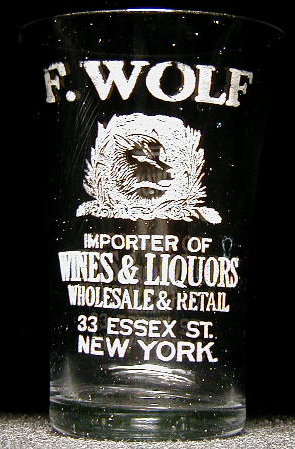 F. WOLF
IMPORTER OF
WINES & LIQUORS
WHOLESALE & RETAIL
33 ESSEX ST.
NEW YORK